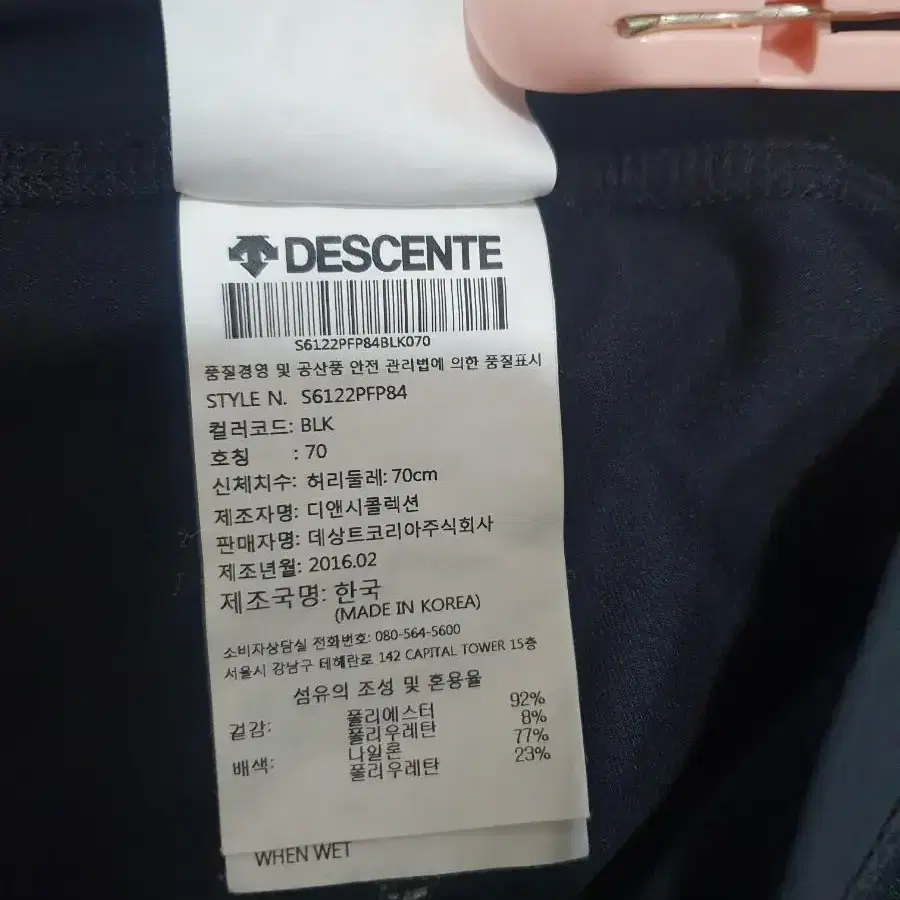 DESCENTE
S6122PFP84BLK070
품질경영 및 공산품 안전 관리법에 의한 품질표시
STYLE N. S6122PFP84
컬러코드: BLK
호칭 : 70
신체치수: 허리둘레: 70cm
제조자명: 디앤시콜렉션
판매자명: 데상트코리아주식회사
제조년월: 2016.02
제조국명: 한국
(MADE IN KOREA)
소비자상담실 전화번호: 080-564-5600
서울시 강남구 테헤란로 142 CAPITAL TOWER 15층
섬유의 조성 및 혼용율
겉감: 폴리에스터 92%
폴리우레탄 8%
배색: 나일론 77%
폴리우레탄 23%
WHEN WET